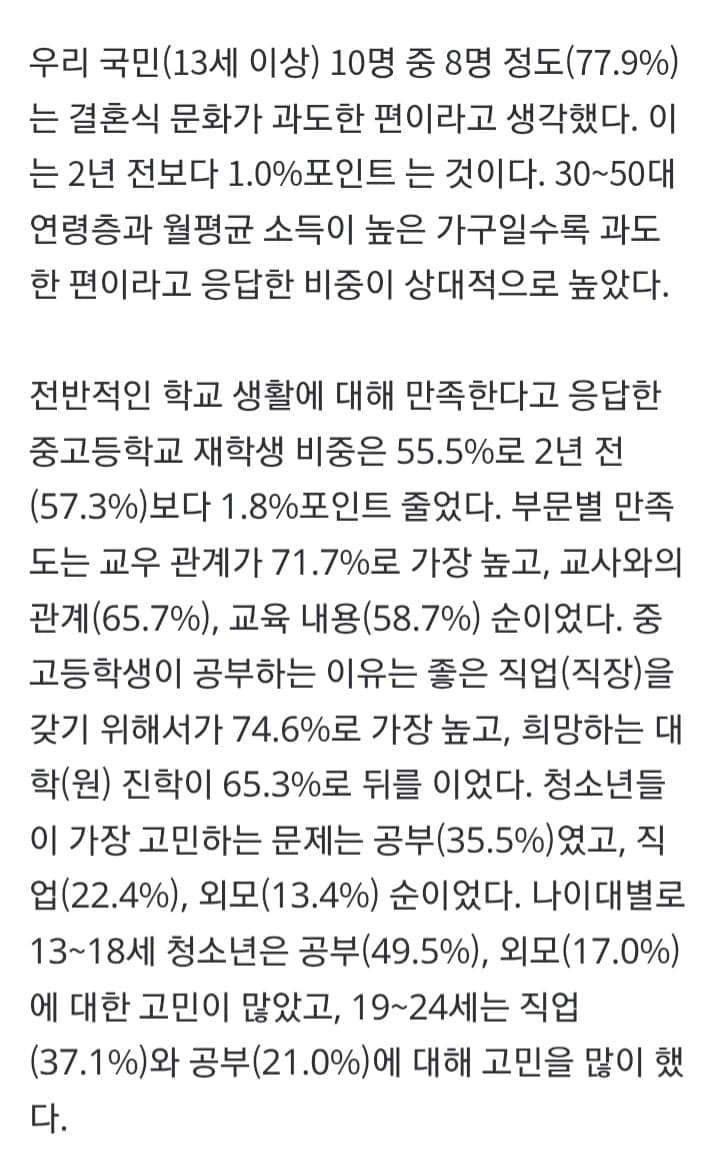 우리 국민(13세 이상) 10명 중 8명 정도(77.9%)
는 결혼식 문화가 과도한 편이라고 생각했다. 이
는 2년 전보다 1.0%포인트 는 것이다. 30~50대
연령층과 월평균 소득이 높은 가구일수록 과도
한 편이라고 응답한 비중이 상대적으로 높았다.
전반적인 학교 생활에 대해 만족한다고 응답한
중고등학교 재학생 비중은 55.5%로 2년 전
(57.3%)보다 1.8%포인트 줄었다. 부문별 만족
도는 교우 관계가 71.7%로 가장 높고, 교사와의
관계(65.7%), 교육 내용(58.7%) 순이었다. 중
고등학생이 공부하는 이유는 좋은 직업(직장)을
갖기 위해서가 74.6%로 가장 높고, 희망하는 대
학(원) 진학이 65.3%로 뒤를 이었다. 청소년들
이 가장 고민하는 문제는 공부(35.5%)였고, 직
업(22.4%), 외모(13.4%) 순이었다. 나이대별로
13~18세 청소년은 공부(49.5%), 외모(17.0%)
에 대한 고민이 많았고, 19~24세는 직업
(37.1%)와 공부(21.0%)에 대해 고민을 많이 했
다.